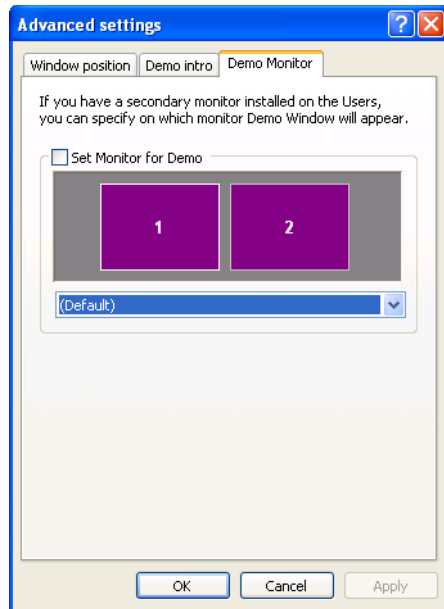 Advanced settings
Window position
Demo intro
Demo Monitor
If you have a secondary monitor installed on the Users,
you can specify on which monitor Demo Window will appear.
Set Monitor for Demo
1
2
(Default)
OK
Cancel
Apply